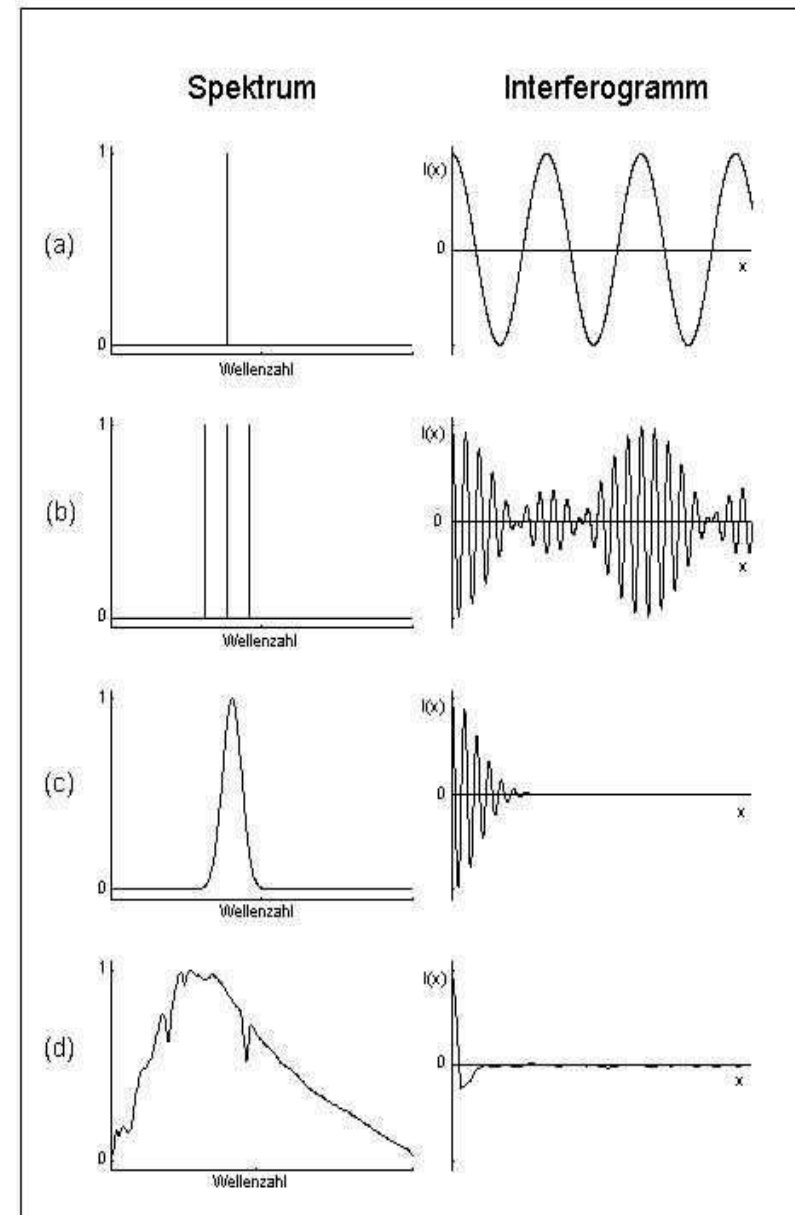 Spektrum Interferogramm
(a)
1
0
Wellenzahl
I(x)
0
x
(b)
1
0
Wellenzahl
I(x)
0
x
(c)
1
0
Wellenzahl
I(x)
0
x
(d)
1
0
Wellenzahl
I(x)
0
x